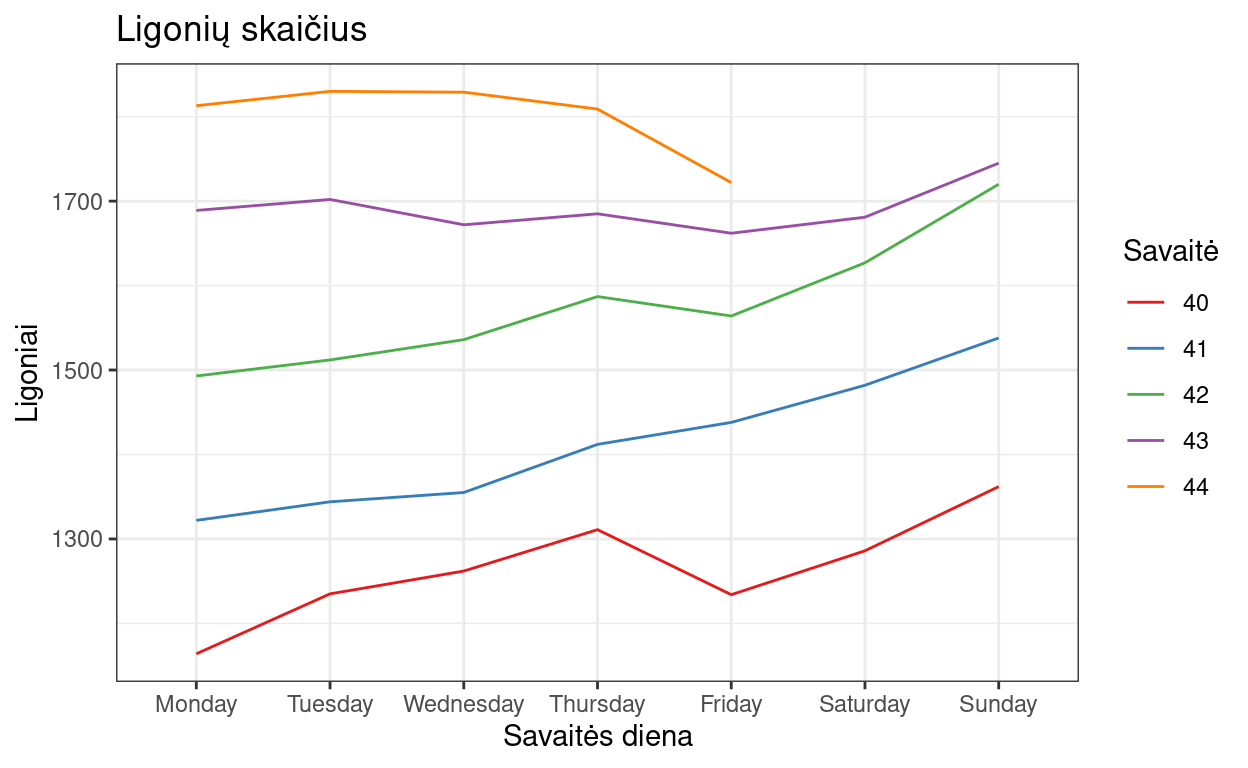 Ligonių skaičius
Ligoniai
1700
1500
1300
Monday Tuesday Wednesday Thursday Friday Saturday Sunday
Savaitės diena
Savaitė
40
41
42
43
44